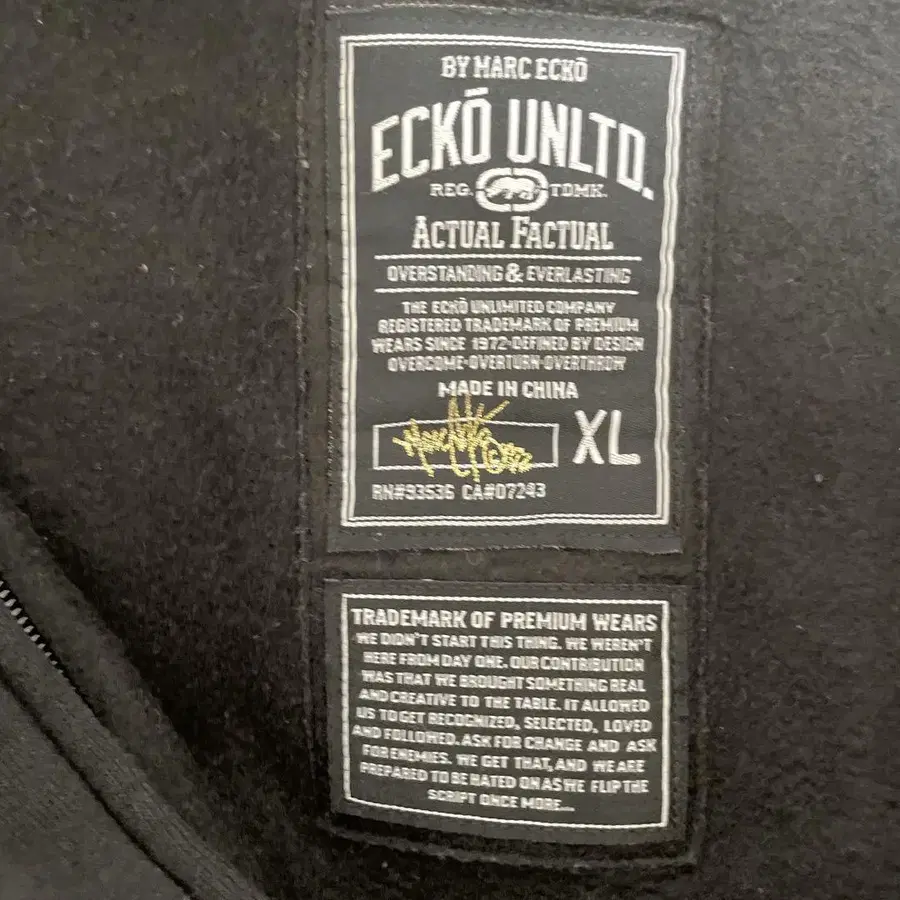 BY MARC ECKŌ
ECKŌ UNLTD.
REG. TDMK.
ACTUAL FACTUAL
OVERSTANDING & EVERLASTING
THE ECKŌ UNLIMITED COMPANY
REGISTERED TRADEMARK OF PREMIUM
WEARS SINCE 1972·DEFINED BY DESIGN
OVERCOME·OVERTURN·OVERTHROW
MADE IN CHINA
XL
RN#93536 CA#07243
TRADEMARK OF PREMIUM WEARS
WE DIDN'T START THIS THING. WE WEREN'T
HERE FROM DAY ONE. OUR CONTRIBUTION
WAS THAT WE BROUGHT SOMETHING REAL
AND CREATIVE TO THE TABLE. IT ALLOWED
US TO GET RECOGNIZED, SELECTED, LOVED
AND FOLLOWED. ASK FOR CHANGE AND ASK
FOR ENEMIES. WE GET THAT, AND WE ARE
PREPARED TO BE HATED ON AS WE FLIP THE
SCRIPT ONCE MORE...